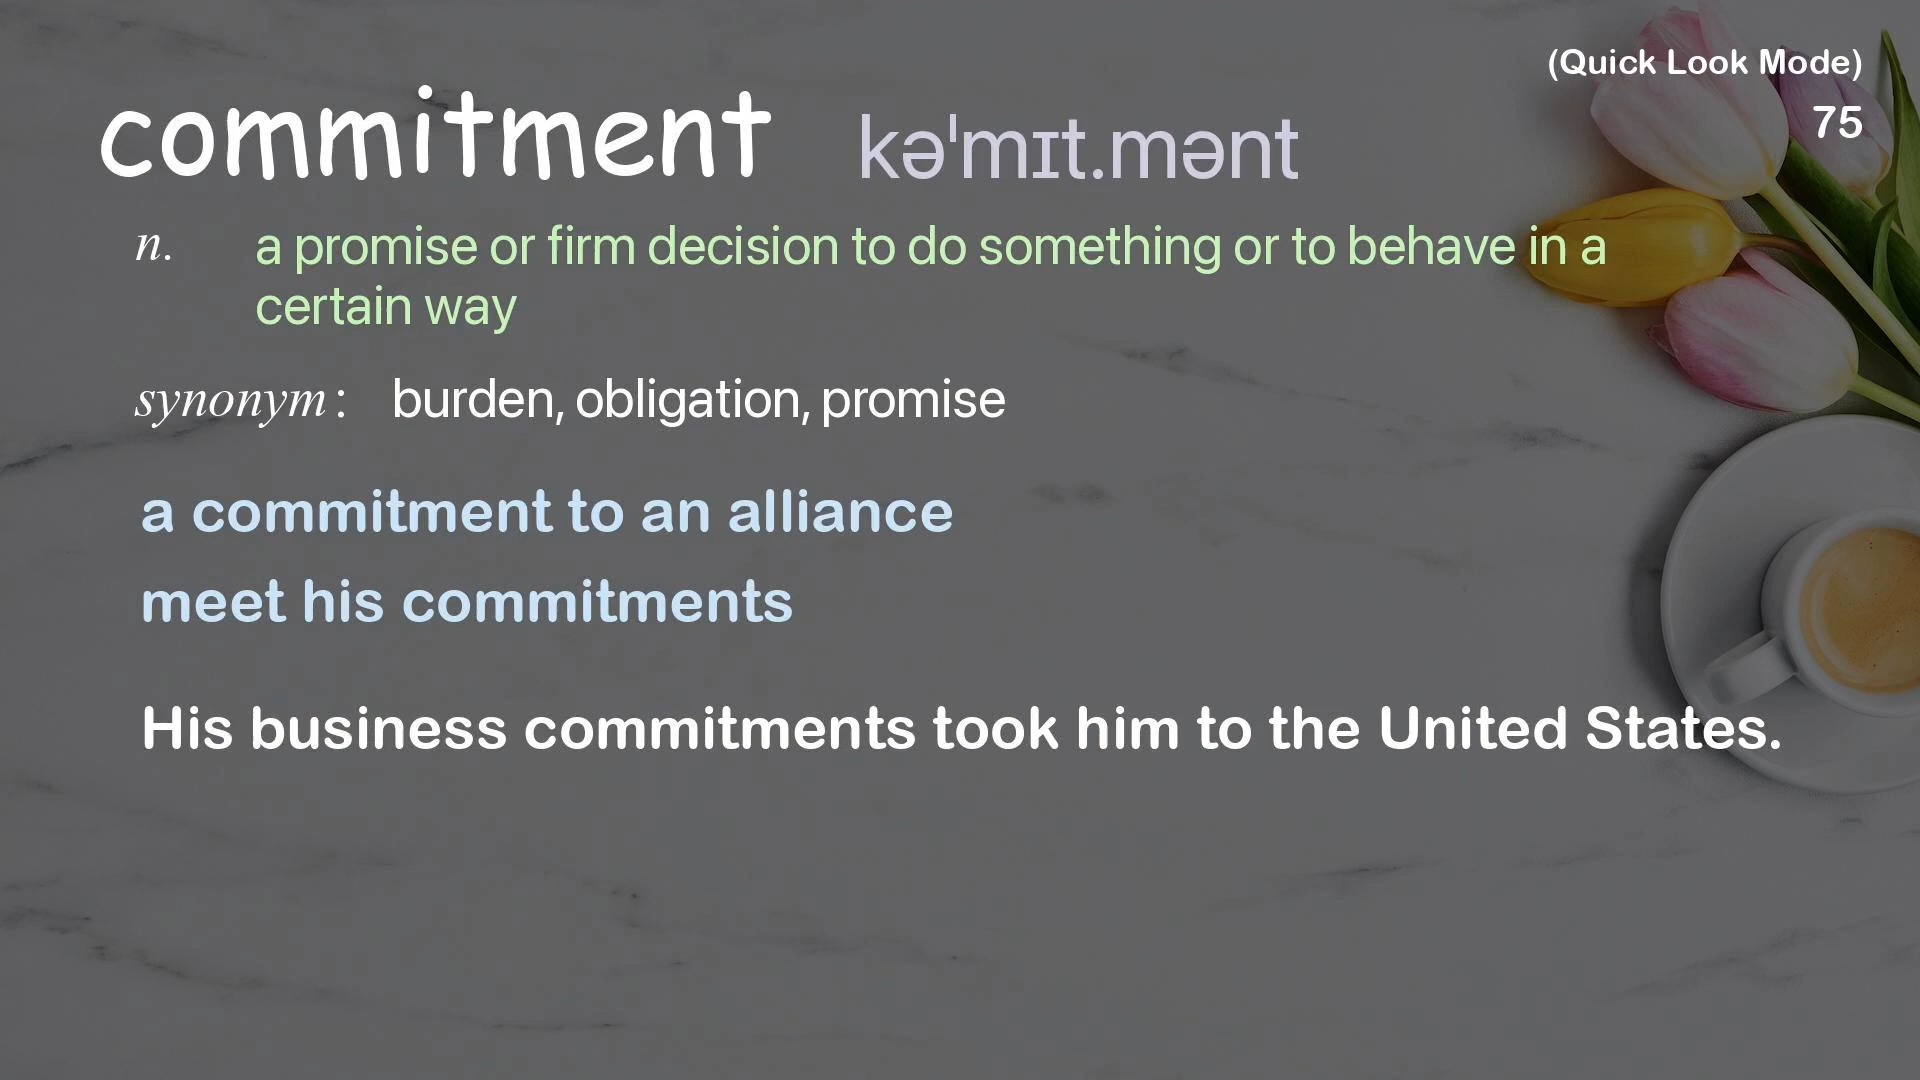 (Quick Look Mode)
75
commitment kəˈmɪt.mənt
n. a promise or firm decision to do something or to behave in a
certain way
synonym: burden, obligation, promise
a commitment to an alliance
meet his commitments
His business commitments took him to the United States.